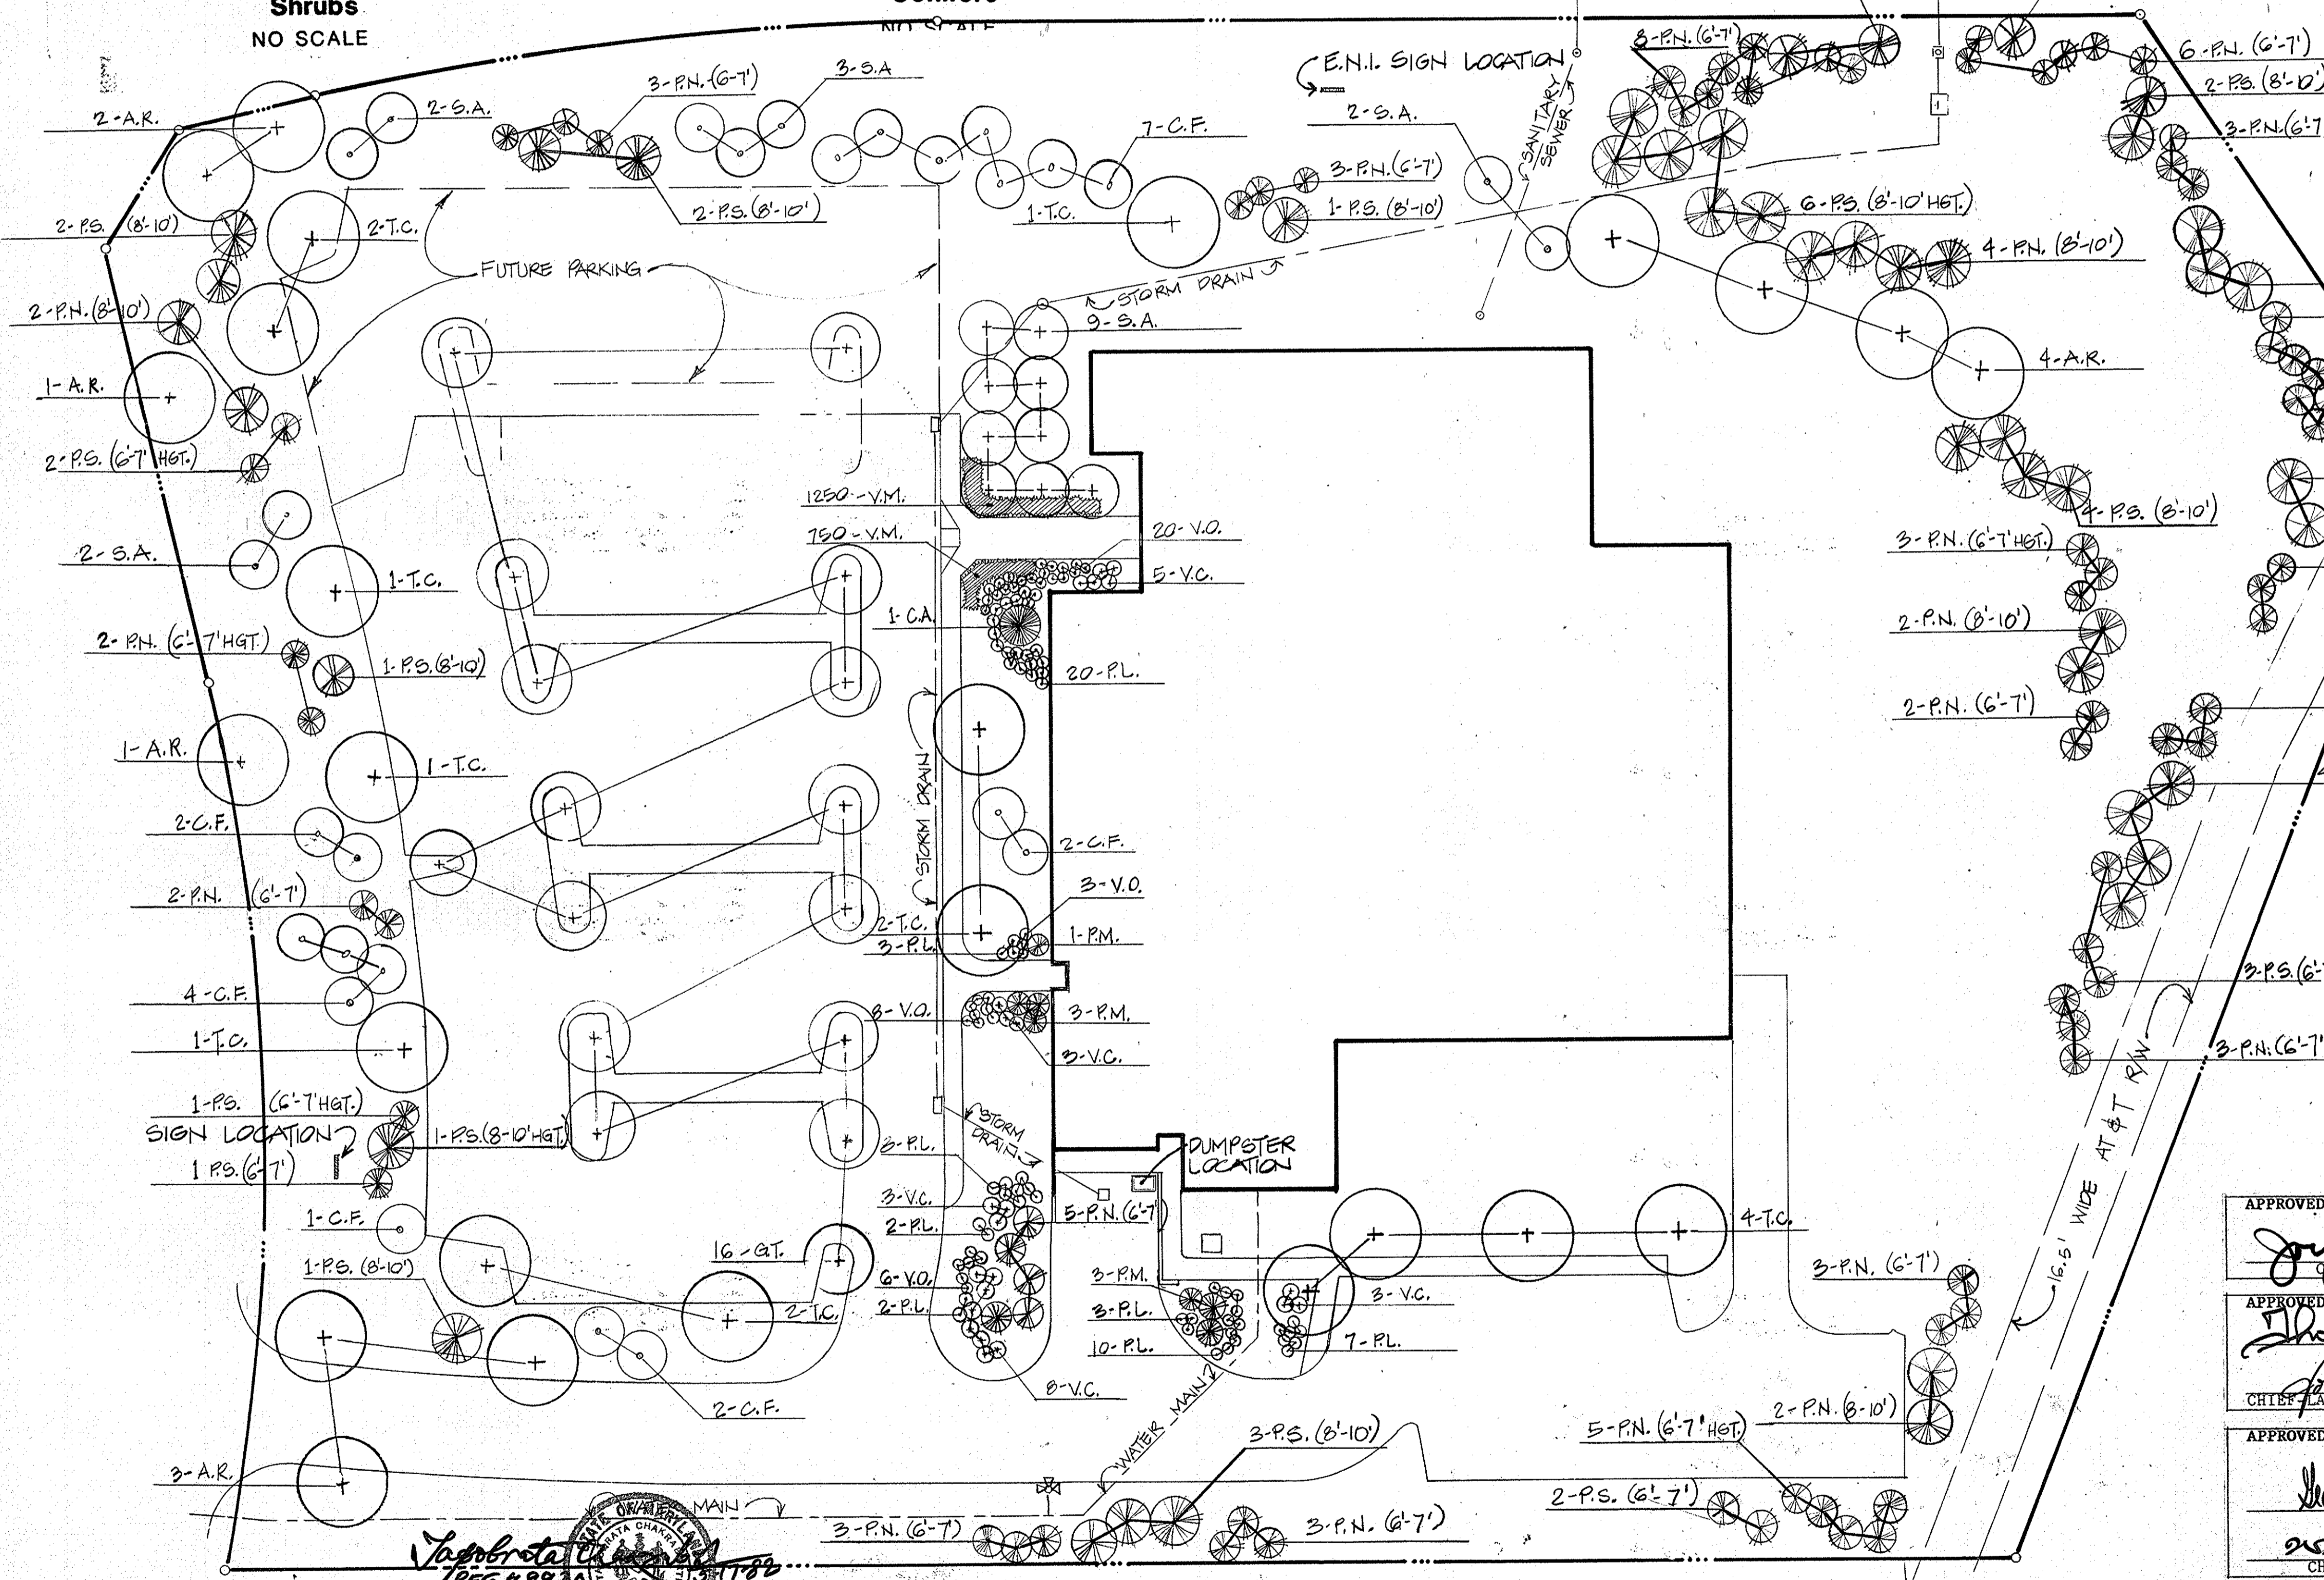 Shrubs
NO SCALE
NO SCALE
E.N.I. SIGN LOCATION
8-P.N. (6'-7')
6-P.N. (6'-7')
2-P.S. (8'-10')
3-P.N. (6'-7
2-A.R.
2-S.A.
3-P.N. (6-7')
3-S.A
7-C.F.
2-S.A.
SANITARY
SEWER
3-P.N. (6'-7')
1-P.S. (8'-10')
2-P.S. (8'-10')
1-T.C.
2-P.S. (8'-10')
2-T.C.
6-P.S. (8'-10' HGT.)
4-P.N. (8'-10')
FUTURE PARKING
STORM DRAIN
9-S.A.
2-P.N. (8'-10')
1-A.R.
4-A.R.
2-P.S. (6'-7' HGT.)
1250-V.M.
750-V.M.
20-V.O.
5-V.C.
4-P.S. (8'-10')
3-P.N. (6'-7' HGT.)
2-S.A.
1-T.C.
1-C.A.
2-P.N. (8'-10')
2-P.N. (6'-7' HGT.)
1-P.S. (8'-10')
20-P.L.
2-P.N. (6'-7')
1-A.R.
1-T.C.
STORM DRAIN
2-C.F.
2-C.F.
3-V.O.
2-P.N. (6'-7')
2-T.C.
3-P.L.
1-P.M.
3-P.S. (6'-
4-C.F.
8-V.O.
3-P.M.
1-T.C.
3-V.C.
3-P.N. (6'-7'
1-P.S. (6'-7' HGT.)
SIGN LOCATION
1-P.S. (8-10' HGT.)
1 P.S. (6'-7')
STORM
DRAIN
3-P.L.
DUMPSTER
LOCATION
16.5' WIDE AT&T R/W
3-V.C.
5-P.N. (6'-7')
2-P.L.
1-C.F.
4-T.C.
16-G.T.
1-P.S. (8'-10')
6-V.O.
2-P.L.
3-P.M.
3-P.L.
3-V.C.
3-P.N. (6'-7')
2-T.C.
10-P.L.
7-P.L.
8-V.C.
2-C.F.
WATER MAIN
3-P.S. (8'-10')
5-P.N. (6'-7' HGT.)
2-P.N. (8-10')
3-A.R.
WATER MAIN
3-P.N. (6'-7')
3-P.N. (6'-7')
2-P.S. (6'-7')
STATE OF MARYLAND
APPROVED
APPROVED
APPROVED